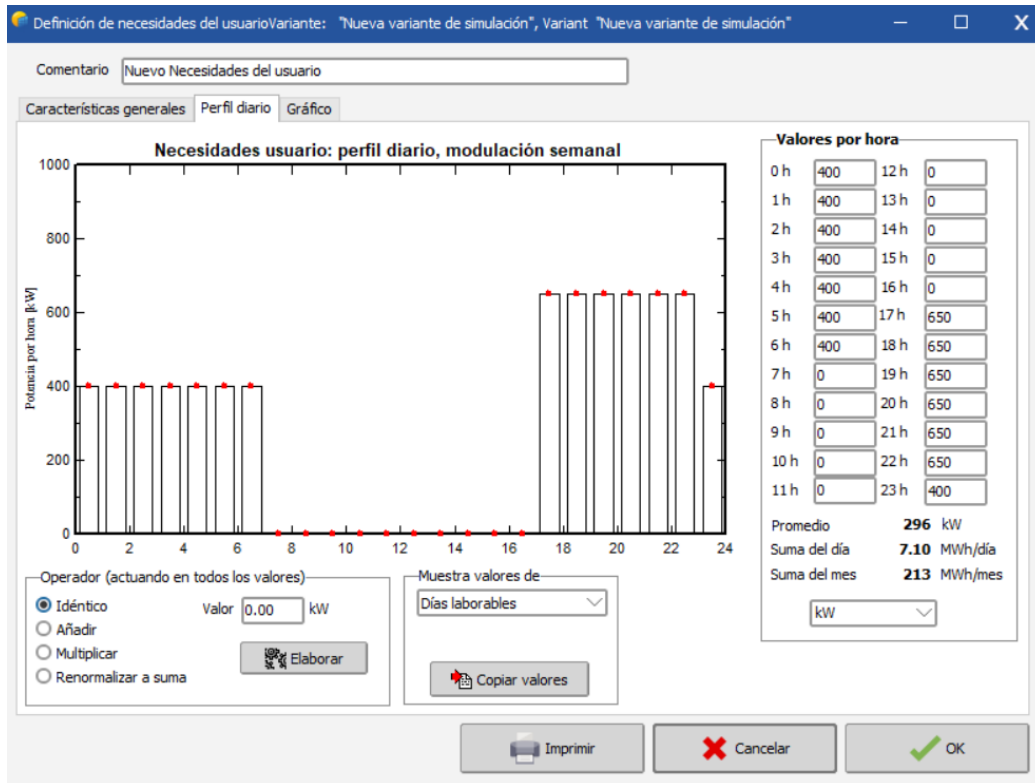 Definición de necesidades del usuarioVariante:   "Nueva variante de simulación", Variant  "Nueva variante de simulación"
Comentario Nuevo Necesidades del usuario
Características generales Perfil diario Gráfico
Necesidades usuario: perfil diario, modulación semanal
Potencia por hora [kW]
1000
800
600
400
200
0
0 2 4 6 8 10 12 14 16 18 20 22 24
Valores por hora
0 h 400 12 h 0
1 h 400 13 h 0
2 h 400 14 h 0
3 h 400 15 h 0
4 h 400 16 h 0
5 h 400 17 h 650
6 h 400 18 h 650
7 h 0 19 h 650
8 h 0 20 h 650
9 h 0 21 h 650
10 h 0 22 h 650
11 h 0 23 h 400
Promedio 296 kW
Suma del día 7.10 MWh/día
Suma del mes 213 MWh/mes
kW
Operador (actuando en todos los valores)
Idéntico
Añadir
Multiplicar
Renormalizar a suma
Valor 0.00 kW
Elaborar
Muestra valores de
Días laborables
Copiar valores
Imprimir Cancelar OK